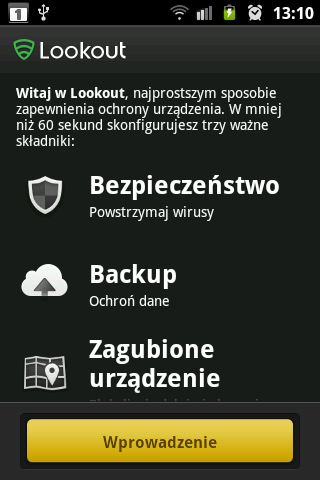 1
13:10
Lookout
Witaj w Lookout, najprostszym sposobie
zapewnienia ochrony urządzenia. W mniej
niż 60 sekund skonfigurujesz trzy ważne
składniki:
Bezpieczeństwo
Powstrzymaj wirusy
Backup
Ochroń dane
Zagubione
urządzenie
Wprowadzenie